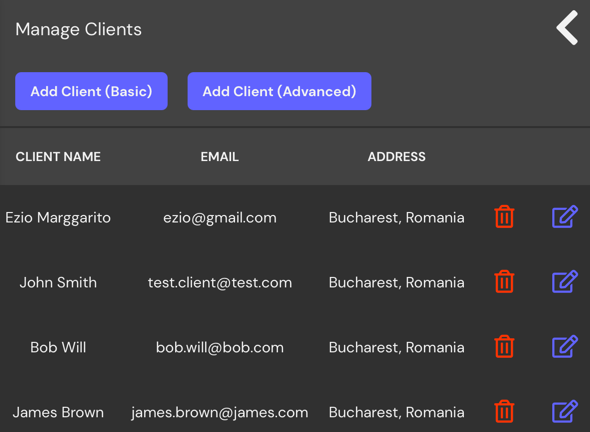 Manage Clients
Add Client (Basic) Add Client (Advanced)
CLIENT NAME EMAIL ADDRESS
Ezio Marggarito ezio@gmail.com Bucharest, Romania
John Smith test.client@test.com Bucharest, Romania
Bob Will bob.will@bob.com Bucharest, Romania
James Brown james.brown@james.com Bucharest, Romania